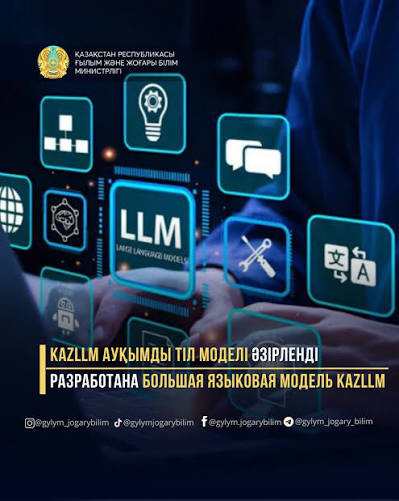 ҚАЗАҚСТАН РЕСПУБЛИКАСЫ
ҒЫЛЫМ ЖӘНЕ ЖОҒАРЫ БІЛІМ
МИНИСТРЛІГІ
A
LLM
LARGE LANGUAGE MODELS
KAZLLM АУҚЫМДЫ ТІЛ МОДЕЛІ ӘЗІРЛЕНДІ
РАЗРАБОТАНА БОЛЬШАЯ ЯЗЫКОВАЯ МОДЕЛЬ KAZLLM
@gylym_jogarybilim @gylymjogarybilim @gylym.jogarybilim @gylym_jogary_bilim